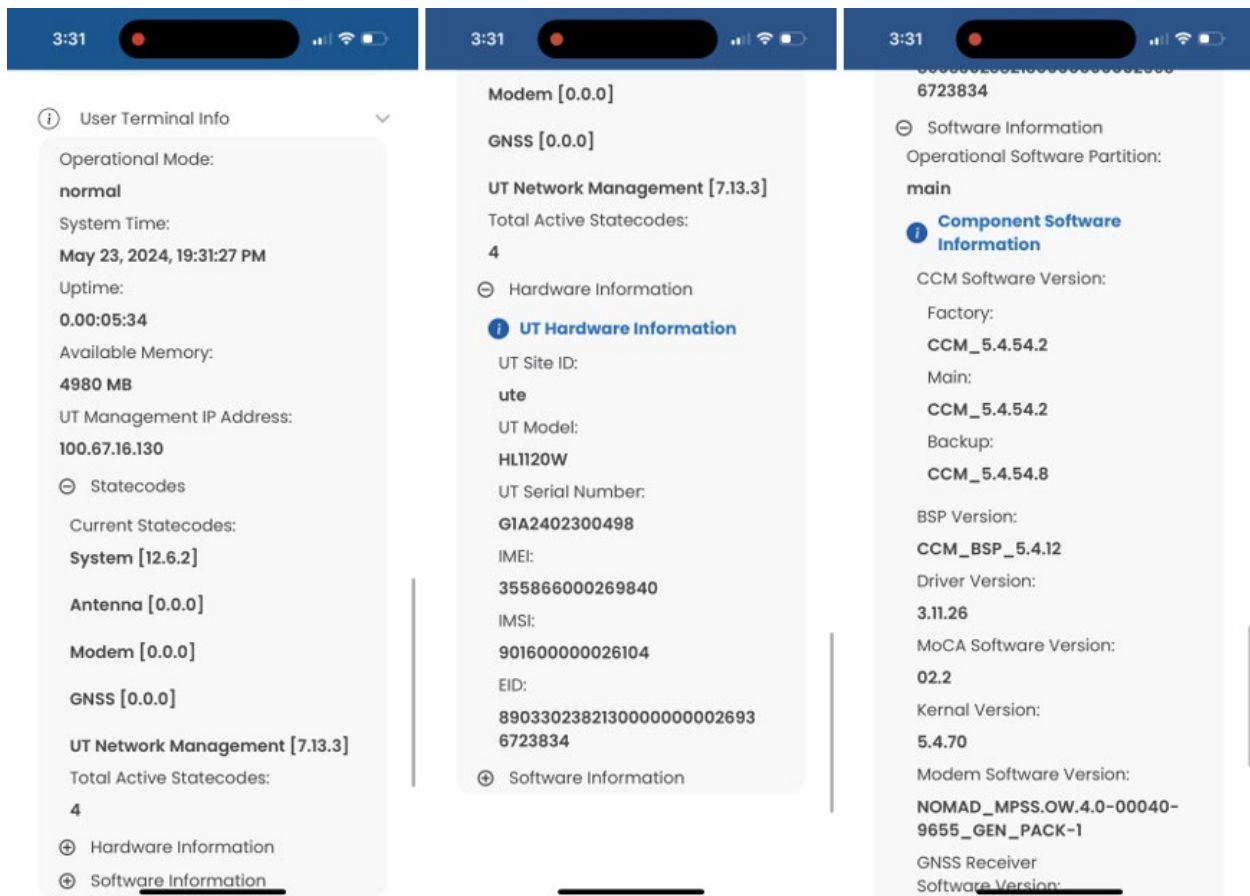 3:31
User Terminal Info
Operational Mode:
normal
System Time:
May 23, 2024, 19:31:27 PM
Uptime:
0.00:05:34
Available Memory:
4980 MB
UT Management IP Address:
100.67.16.130
Statecodes
Current Statecodes:
System [12.6.2]
Antenna [0.0.0]
Modem [0.0.0]
GNSS [0.0.0]
UT Network Management [7.13.3]
Total Active Statecodes:
4
Hardware Information
Software Information
3:31
Modem [0.0.0]
GNSS [0.0.0]
UT Network Management [7.13.3]
Total Active Statecodes:
4
Hardware Information
UT Hardware Information
UT Site ID:
ute
UT Model:
HL1120W
UT Serial Number:
G1A2402300498
IMEI:
355866000269840
IMSI:
901600000026104
EID:
8903302382130000000002693
6723834
Software Information
3:31
6723834
Software Information
Operational Software Partition:
main
Component Software
Information
CCM Software Version:
Factory:
CCM_5.4.54.2
Main:
CCM_5.4.54.2
Backup:
CCM_5.4.54.8
BSP Version:
CCM_BSP_5.4.12
Driver Version:
3.11.26
MoCA Software Version:
02.2
Kernal Version:
5.4.70
Modem Software Version:
NOMAD_MPSS.OW.4.0-00040-
9655_GEN_PACK-1
GNSS Receiver
Software Version: